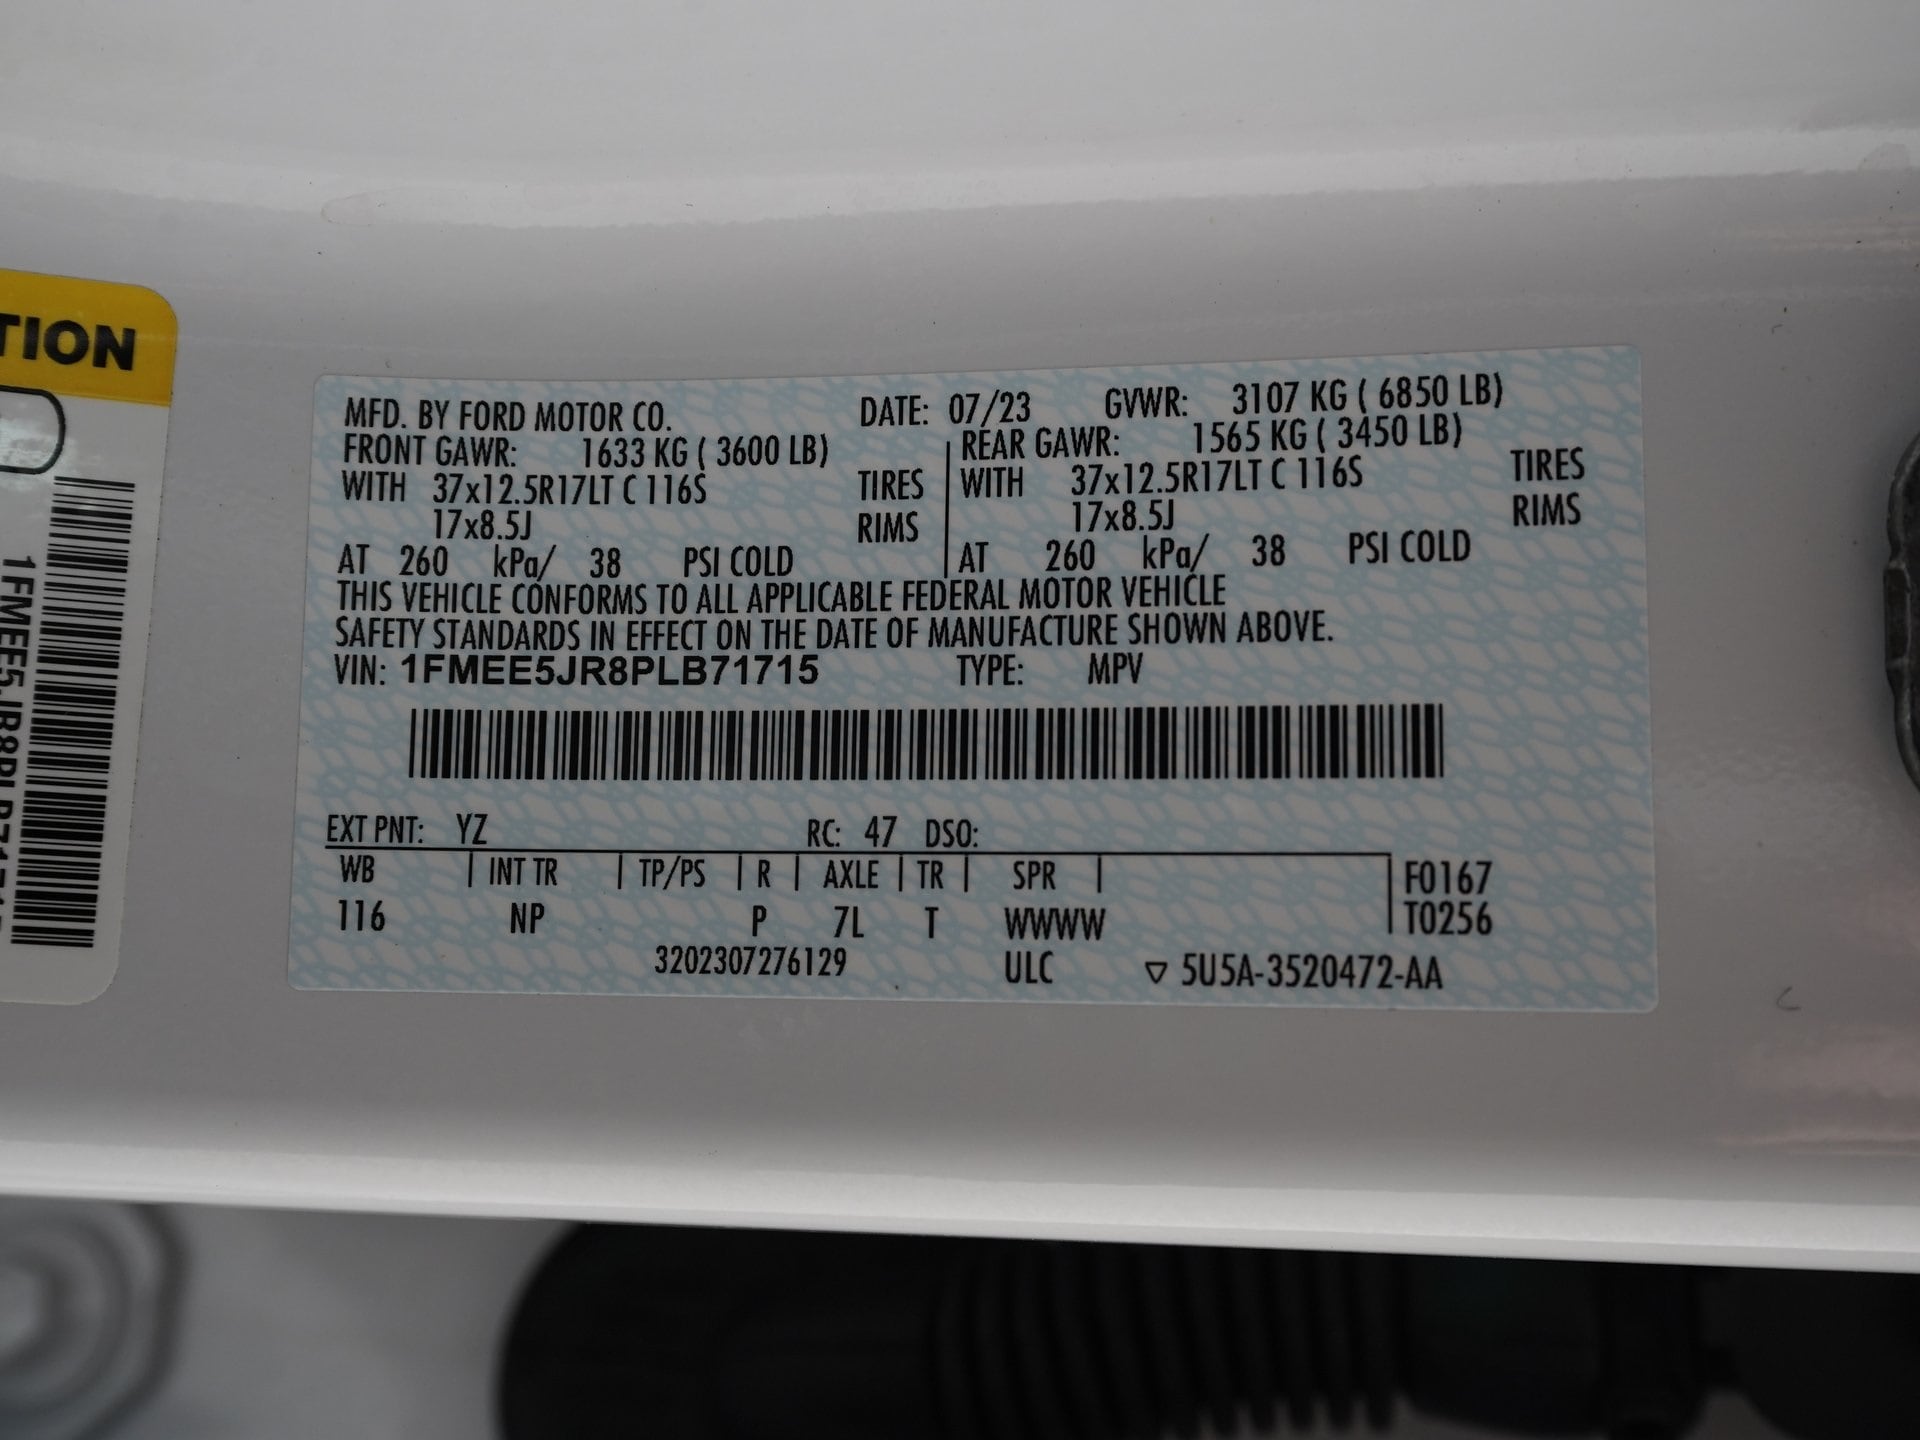 TION
1FMEE5JR8PLB71715
MFD. BY FORD MOTOR CO. DATE: 07/23 GVWR: 3107 KG ( 6850 LB)
FRONT GAWR: 1633 KG ( 3600 LB) REAR GAWR: 1565 KG ( 3450 LB)
WITH 37x12.5R17LT C 116S TIRES WITH 37x12.5R17LT C 116S TIRES
17x8.5J RIMS 17x8.5J RIMS
AT 260 kPa/ 38 PSI COLD AT 260 kPa/ 38 PSI COLD
THIS VEHICLE CONFORMS TO ALL APPLICABLE FEDERAL MOTOR VEHICLE
SAFETY STANDARDS IN EFFECT ON THE DATE OF MANUFACTURE SHOWN ABOVE.
VIN: 1FMEE5JR8PLB71715 TYPE: MPV
EXT PNT: YZ RC: 47 DSO:
WB INT TR TP/PS R AXLE TR SPR F0167
116 NP P 7L T WWWW T0256
3202307276129 ULC ▽ 5U5A-3520472-AA